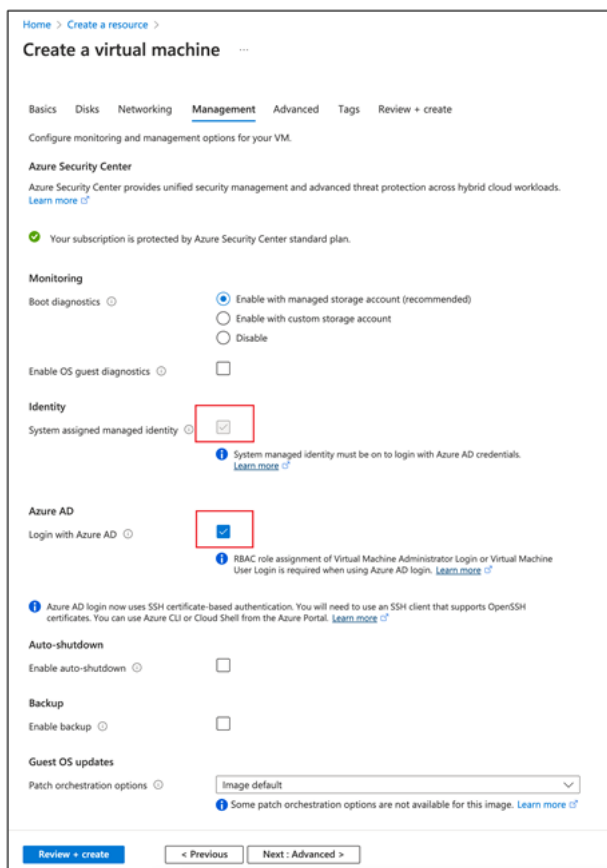 Home > Create a resource >
Create a virtual machine ...
Basics Disks Networking Management Advanced Tags Review + create
Configure monitoring and management options for your VM.
Azure Security Center
Azure Security Center provides unified security management and advanced threat protection across hybrid cloud workloads.
Learn more
Your subscription is protected by Azure Security Center standard plan.
Monitoring
Boot diagnostics
Enable with managed storage account (recommended)
Enable with custom storage account
Disable
Enable OS guest diagnostics
Identity
System assigned managed identity
System managed identity must be on to login with Azure AD credentials.
Learn more
Azure AD
Login with Azure AD
RBAC role assignment of Virtual Machine Administrator Login or Virtual Machine
User Login is required when using Azure AD login. Learn more
Azure AD login now uses SSH certificate-based authentication. You will need to use an SSH client that supports OpenSSH
certificates. You can use Azure CLI or Cloud Shell from the Azure Portal. Learn more
Auto-shutdown
Enable auto-shutdown
Backup
Enable backup
Guest OS updates
Patch orchestration options
Image default
Some patch orchestration options are not available for this image. Learn more
Review + create < Previous Next : Advanced >